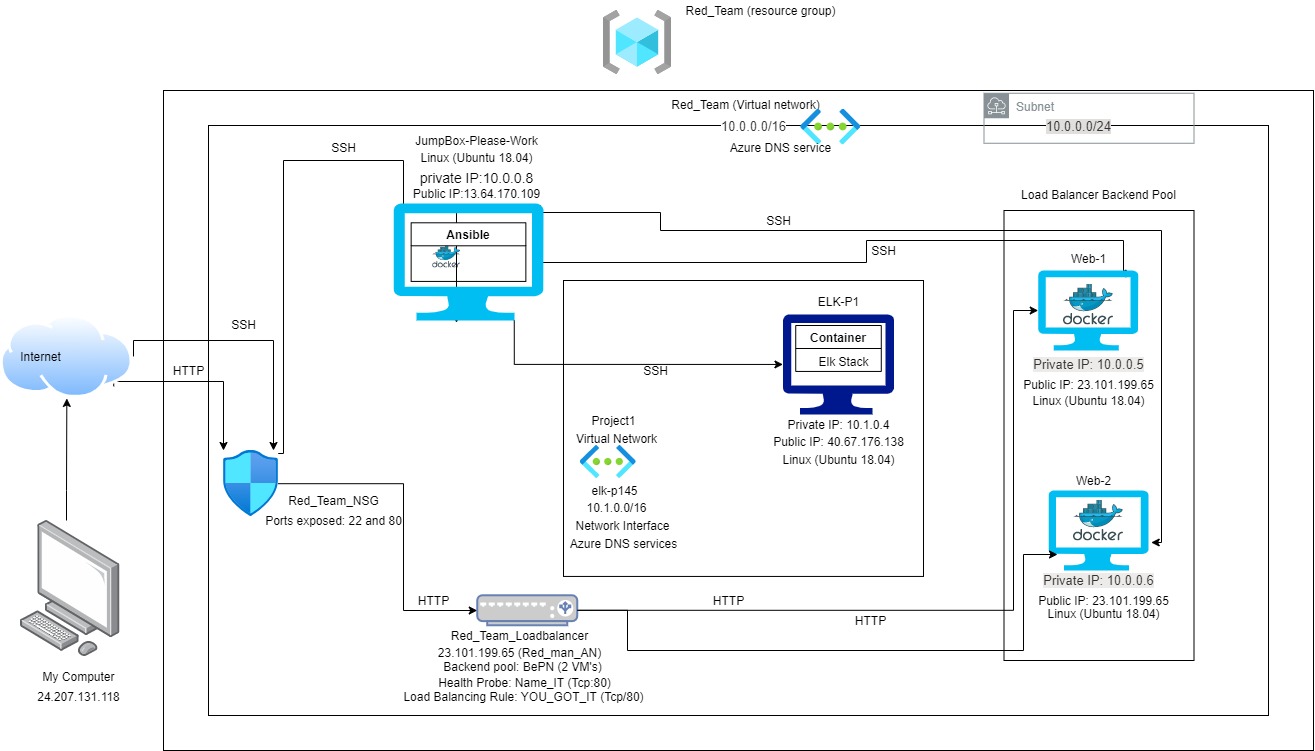 Red_Team (resource group)
Red_Team (Virtual network)
10.0.0.0/16
Azure DNS service
Subnet
10.0.0.0/24
SSH
JumpBox-Please-Work
Linux (Ubuntu 18.04)
private IP:10.0.0.8
Public IP:13.64.170.109
Ansible
docker
SSH
SSH
Load Balancer Backend Pool
Web-1
docker
Private IP: 10.0.0.5
Public IP: 23.101.199.65
Linux (Ubuntu 18.04)
ELK-P1
Container
Elk Stack
SSH
Private IP: 10.1.0.4
Public IP: 40.67.176.138
Linux (Ubuntu 18.04)
Project1
Virtual Network
elk-p145
10.1.0.0/16
Network Interface
Azure DNS services
Internet
SSH
HTTP
Red_Team_NSG
Ports exposed: 22 and 80
Web-2
docker
Private IP: 10.0.0.6
Public IP: 23.101.199.65
Linux (Ubuntu 18.04)
HTTP
HTTP
HTTP
Red_Team_Loadbalancer
23.101.199.65 (Red_man_AN)
Backend pool: BePN (2 VM's)
Health Probe: Name_IT (Tcp:80)
Load Balancing Rule: YOU_GOT_IT (Tcp/80)
My Computer
24.207.131.118